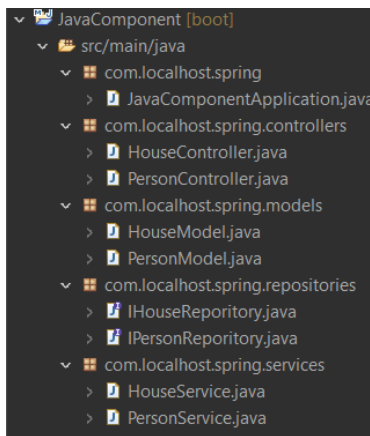 JavaComponent [boot]
src/main/java
com.localhost.spring
JavaComponentApplication.java
com.localhost.spring.controllers
HouseController.java
PersonController.java
com.localhost.spring.models
HouseModel.java
PersonModel.java
com.localhost.spring.repositories
IHouseReporitory.java
IPersonReporitory.java
com.localhost.spring.services
HouseService.java
PersonService.java